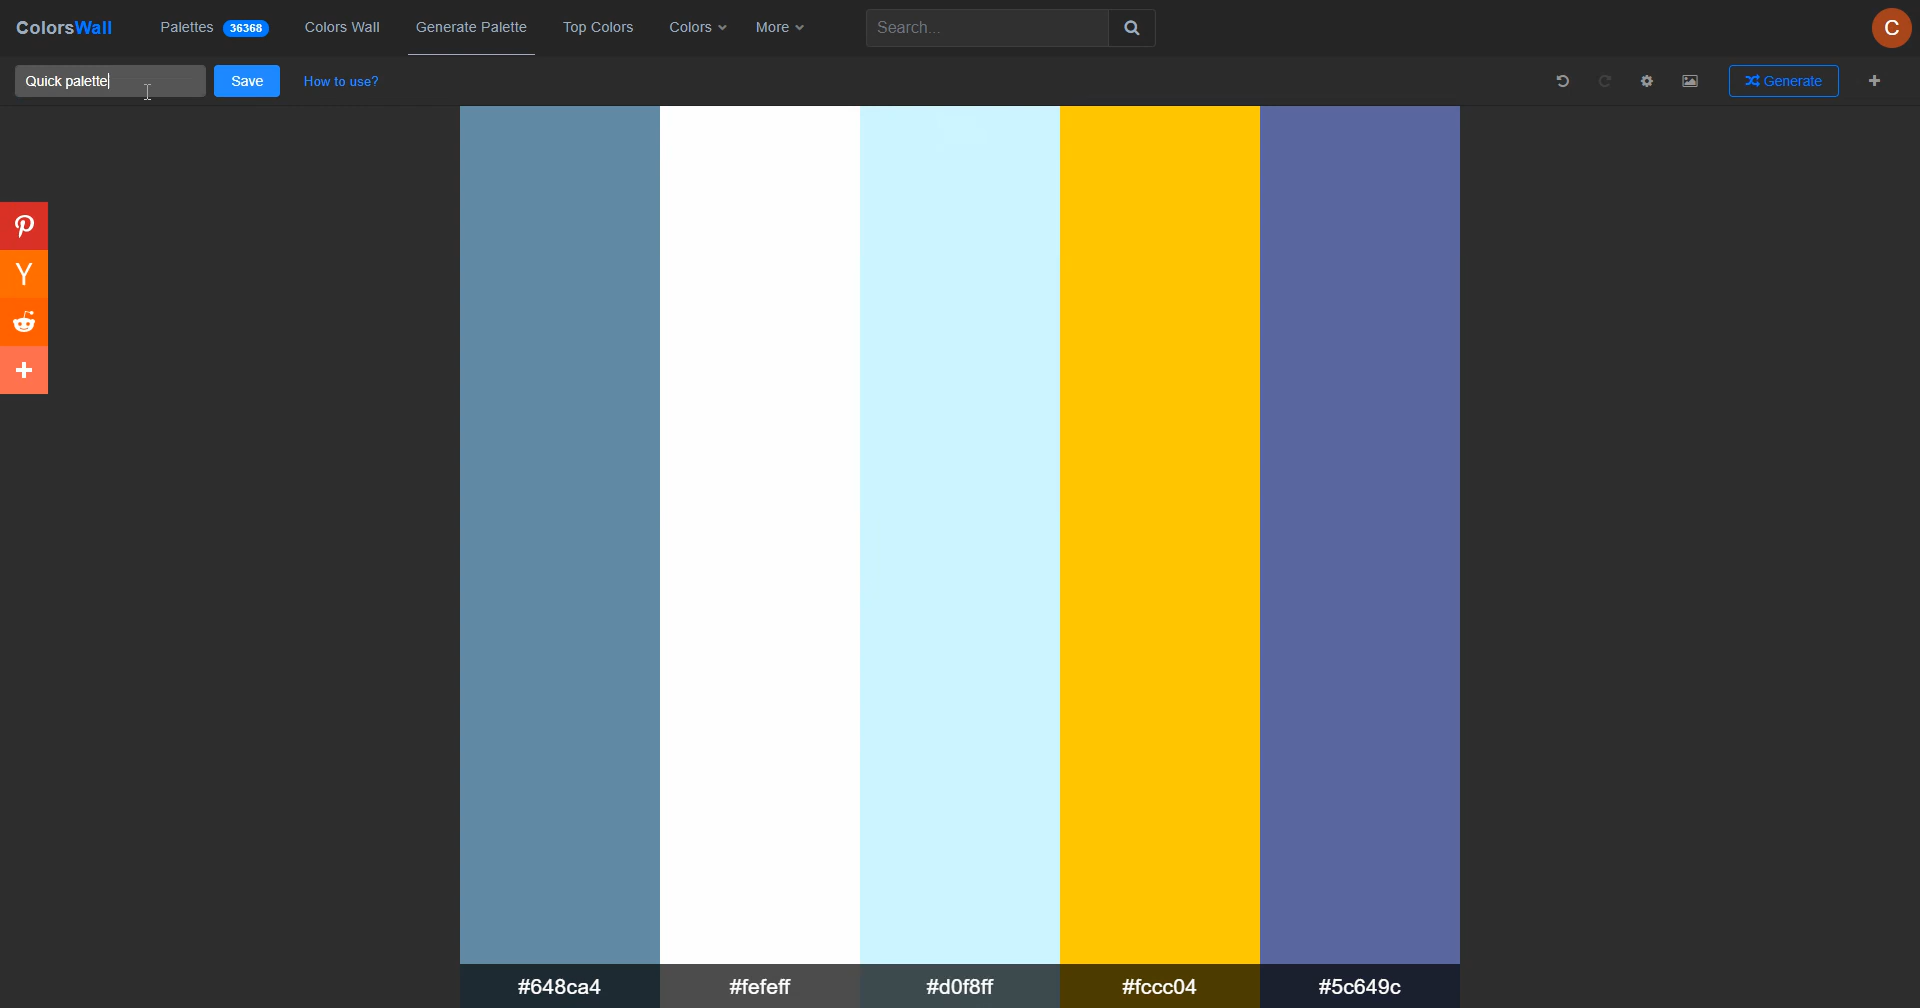 ColorsWall Palettes 36368 Colors Wall Generate Palette Top Colors Colors More Search... C
Quick palette Save How to use? Generate
#648ca4 #fefeff #d0f8ff #fccc04 #5c649c